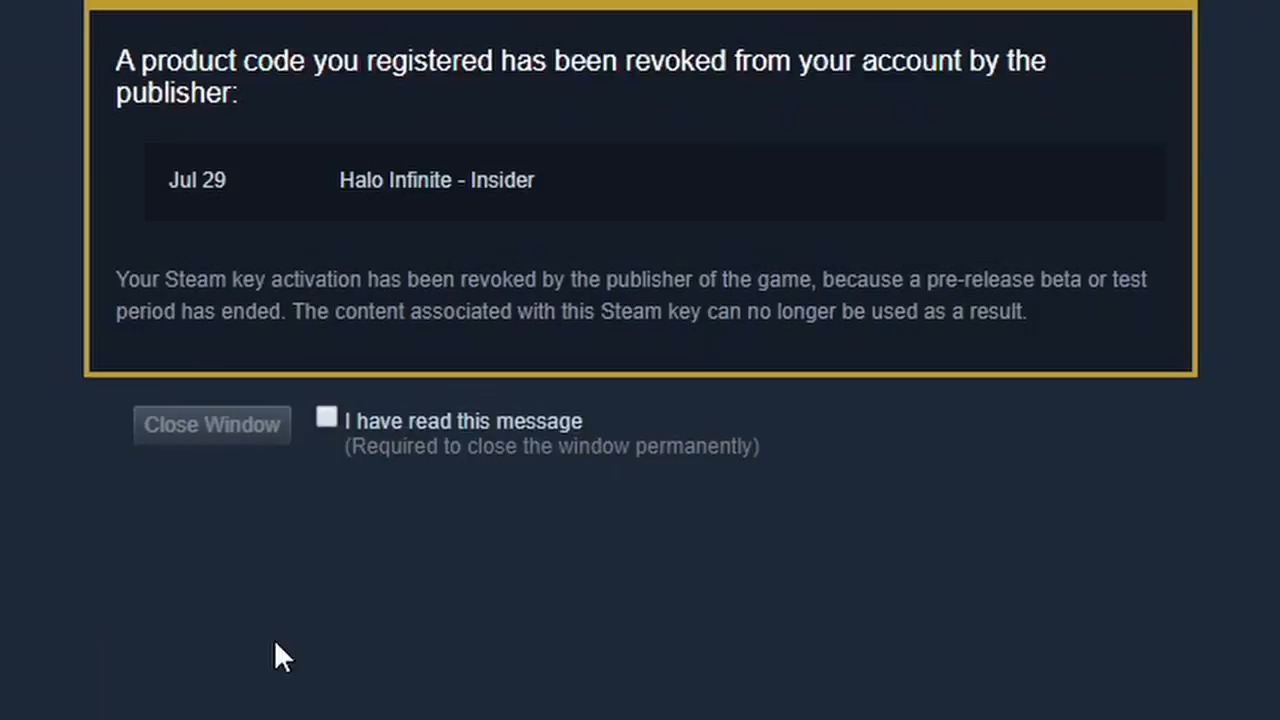 A product code you registered has been revoked from your account by the
publisher:
Jul 29 Halo Infinite - Insider
Your Steam key activation has been revoked by the publisher of the game, because a pre-release beta or test
period has ended. The content associated with this Steam key can no longer be used as a result.
Close Window I have read this message
(Required to close the window permanently)